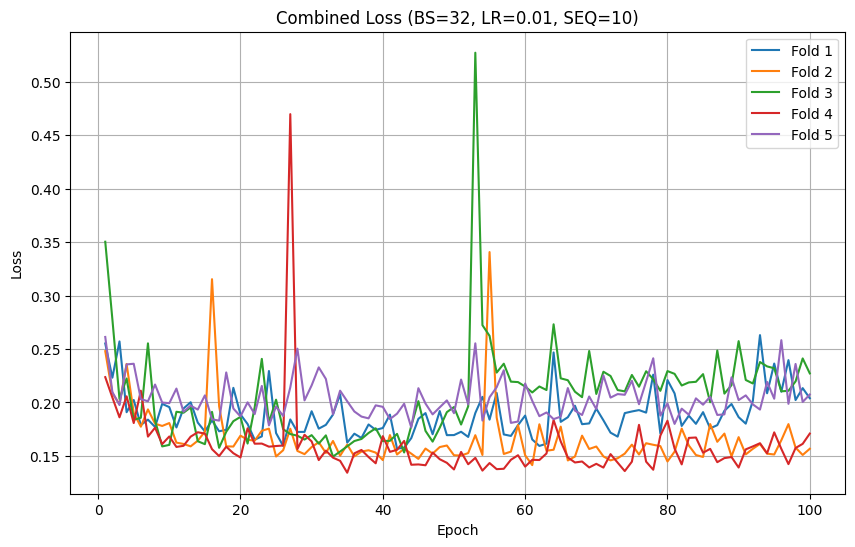 Combined Loss (BS=32, LR=0.01, SEQ=10)
Fold 1
Fold 2
Fold 3
Fold 4
Fold 5
Loss
0.50
0.45
0.40
0.35
0.30
0.25
0.20
0.15
0
20
40
60
80
100
Epoch